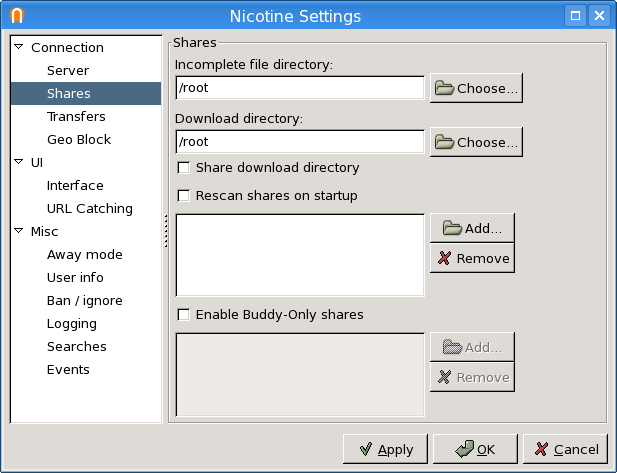 Nicotine Settings
Connection
Server
Shares
Transfers
Geo Block
UI
Interface
URL Catching
Misc
Away mode
User info
Ban / ignore
Logging
Searches
Events
Shares
Incomplete file directory:
/root
Choose...
Download directory:
/root
Choose...
Share download directory
Rescan shares on startup
Add...
Remove
Enable Buddy-Only shares
Add...
Remove
Apply
OK
Cancel